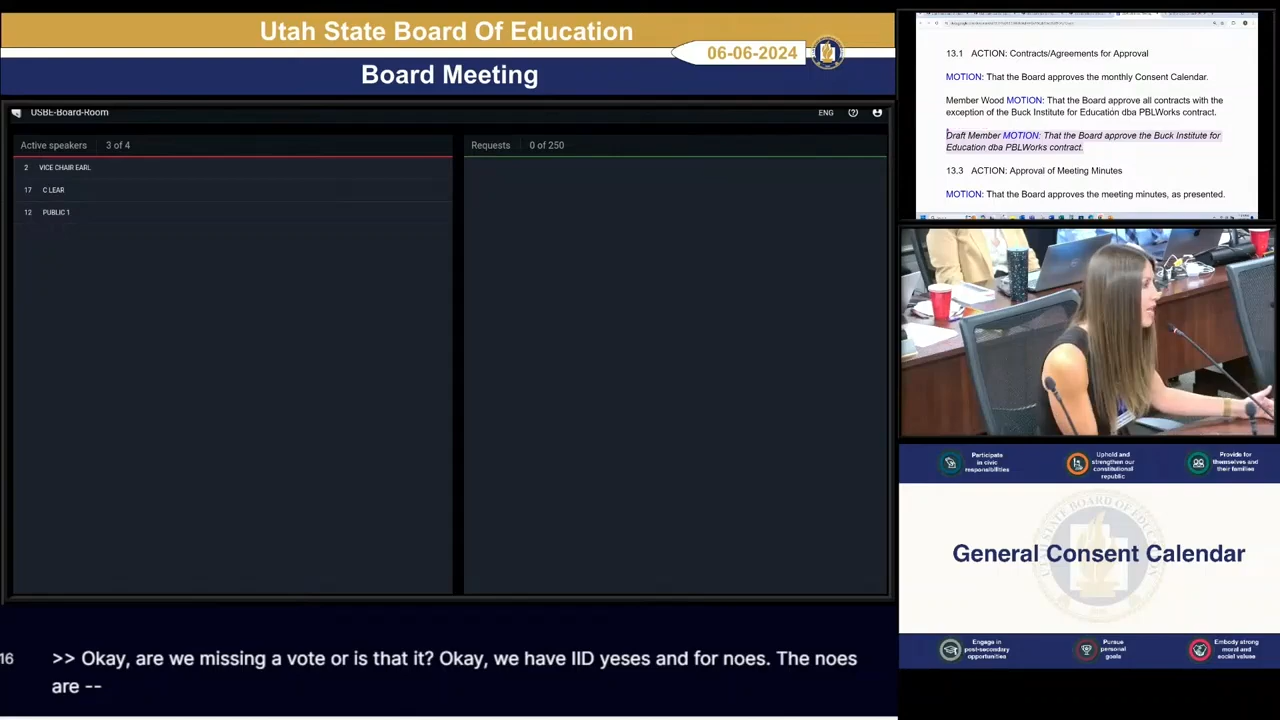 Utah State Board Of Education
06-06-2024
Board Meeting
USBE-Board-Room
ENG
Active speakers 3 of 4
2 VICE CHAIR EARL
17 C LEAR
12 PUBLIC 1
Requests 0 of 250
13.1 ACTION: Contracts/Agreements for Approval
MOTION: That the Board approves the monthly Consent Calendar.
Member Wood MOTION: That the Board approve all contracts with the
exception of the Buck Institute for Education dba PBLWorks contract.
Draft Member MOTION: That the Board approve the Buck Institute for
Education dba PBLWorks contract.
13.3 ACTION: Approval of Meeting Minutes
MOTION: That the Board approves the meeting minutes, as presented.
Participate
in civic
responsibilities
Uphold and
strengthen our
constitutional
republic
Provide for
themselves and
their families
General Consent Calendar
Engage in
post-secondary
opportunities
Pursue
personal
goals
Embody strong
moral and
social values
16 >> Okay, are we missing a vote or is that it? Okay, we have IID yeses and for noes. The noes
are --